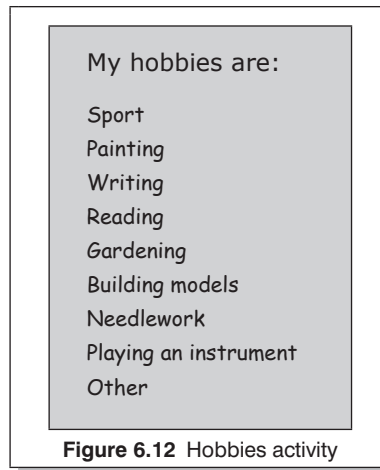 My hobbies are:
Sport
Painting
Writing
Reading
Gardening
Building models
Needlework
Playing an instrument
Other
Figure 6.12 Hobbies activity